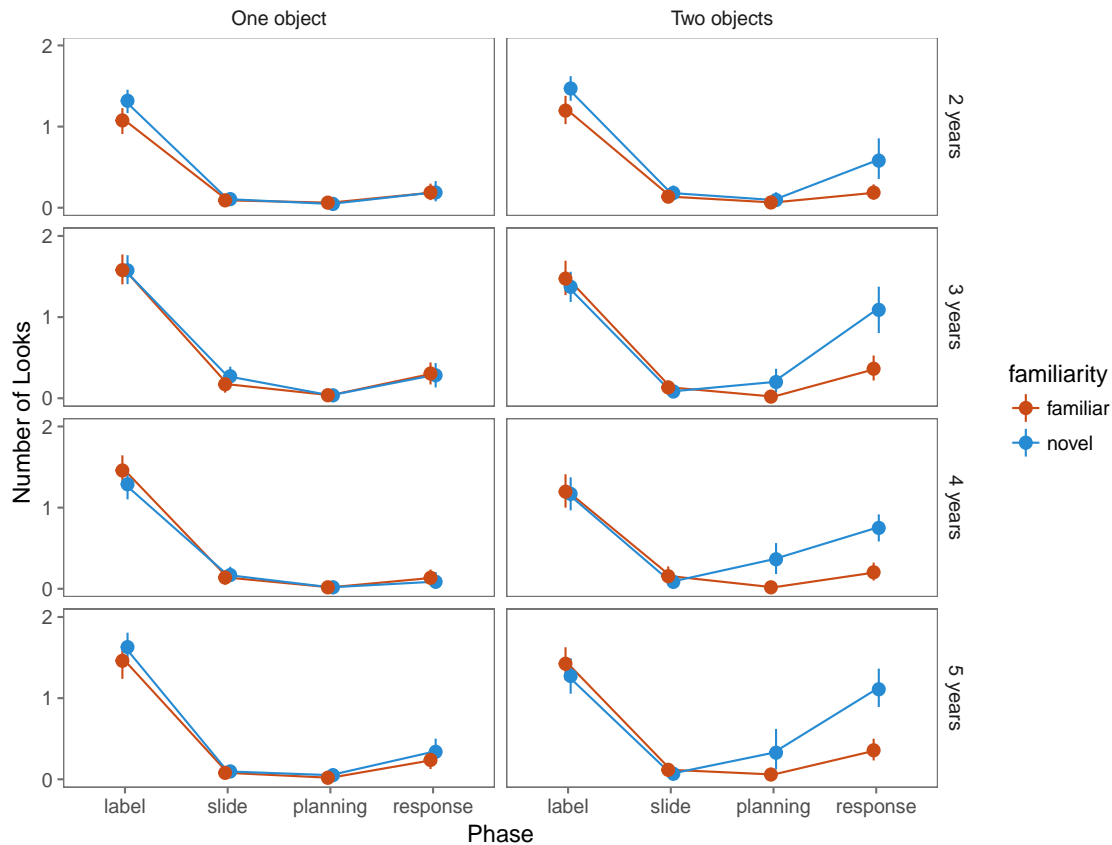 One object
Two objects
2
1
0
2 years
2
1
0
3 years
2
1
0
4 years
2
1
0
5 years
Number of Looks
label
slide
planning
response
label
slide
planning
response
Phase
familiarity
familiar
novel